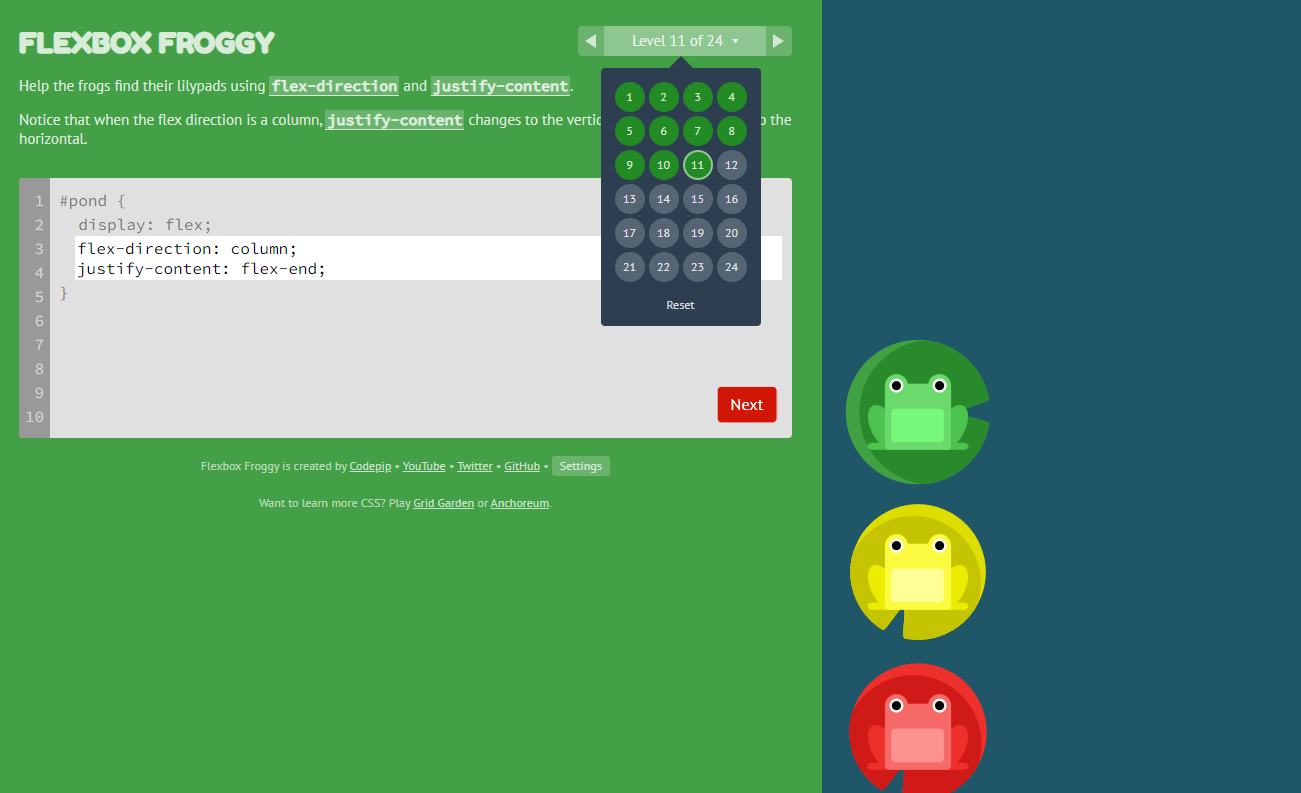 FLEXBOX FROGGY
Level 11 of 24
Help the frogs find their lilypads using flex-direction and justify-content.
Notice that when the flex direction is a column, justify-content changes to the o the
horizontal.
1 2 3 4
5 6 7 8
9 10 11 12
13 14 15 16
17 18 19 20
21 22 23 24
Reset
1 #pond {
2 display: flex;
3 flex-direction: column;
4 justify-content: flex-end;
5 }
6
7
8
9
10
Next
Flexbox Froggy is created by Codepip • YouTube • Twitter • GitHub • Settings
Want to learn more CSS? Play Grid Garden or Anchoreum.